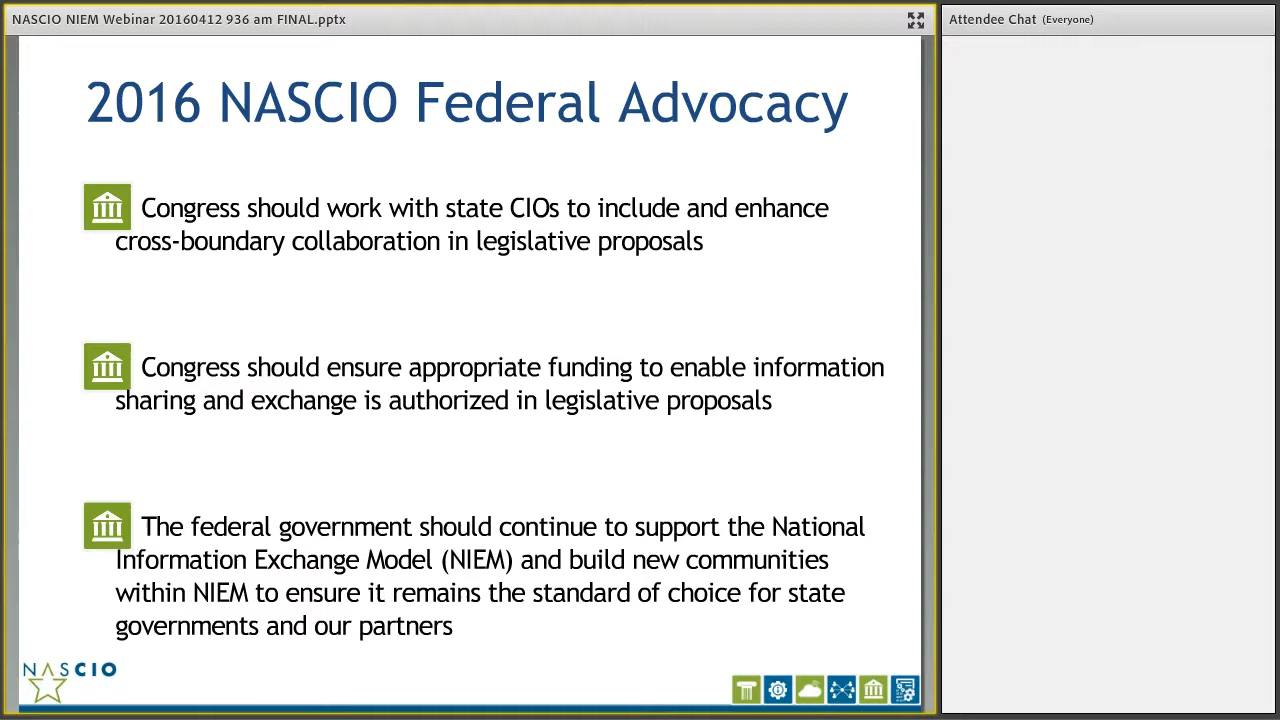 NASCIO NIEM Webinar 20160412 936 am FINAL.pptx
Attendee Chat (Everyone)
2016 NASCIO Federal Advocacy
Congress should work with state CIOs to include and enhance
cross-boundary collaboration in legislative proposals
Congress should ensure appropriate funding to enable information
sharing and exchange is authorized in legislative proposals
The federal government should continue to support the National
Information Exchange Model (NIEM) and build new communities
within NIEM to ensure it remains the standard of choice for state
governments and our partners
NASCIO